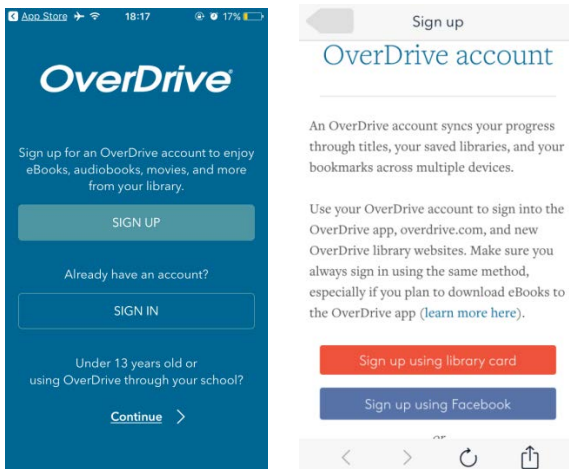 App Store 18:17 17%
OverDrive
Sign up for an OverDrive account to enjoy
eBooks, audiobooks, movies, and more
from your library.
SIGN UP
Already have an account?
SIGN IN
Under 13 years old or
using OverDrive through your school?
Continue
Sign up
OverDrive account
An OverDrive account syncs your progress
through titles, your saved libraries, and your
bookmarks across multiple devices.
Use your OverDrive account to sign into the
OverDrive app, overdrive.com, and new
OverDrive library websites. Make sure you
always sign in using the same method,
especially if you plan to download eBooks to
the OverDrive app (learn more here).
Sign up using library card
Sign up using Facebook
or